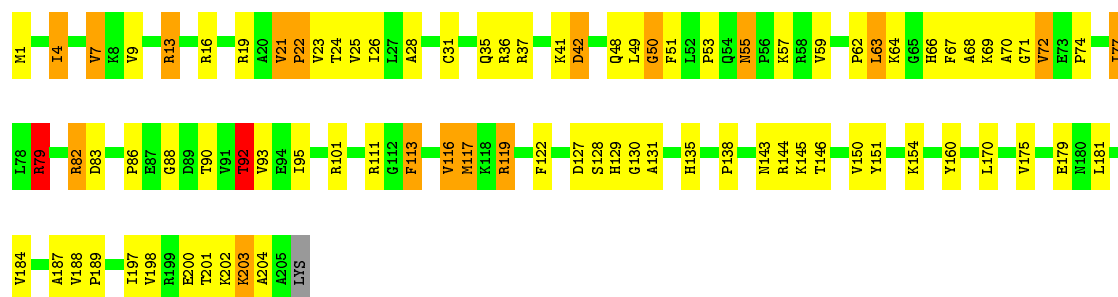 M1 I4 V7 K8 V9 R13 R16 R19 A20 V21 P22 V23 T24 V25 I26 L27 A28 C31 Q35 R36 R37 K41 D42 Q48 L49 G50 F51 L52 P53 Q54 N55 P56 K57 R58 V59 P62 L63 K64 G65 H66 F67 A68 K69 A70 G71 V72 E73 P74
L78 R79 R82 D83 P86 E87 G88 D89 T90 V91 T92 V93 E94 I95 R101 R111 G112 F113 V116 M117 K118 R119 F122 D127 S128 H129 G130 A131 H135 P138 N143 R144 K145 T146 V150 Y151 K154 Y160 L170 V175 E179 N180 L181
V184 A187 V188 P189 I197 V198 R199 E200 T201 K202 K203 A204 A205 LYS